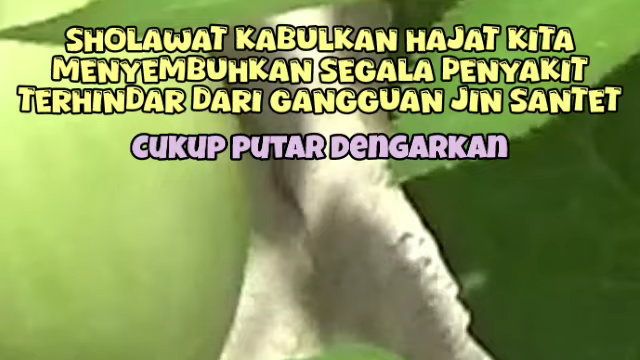 SHOLAWAT KABULKAN HAJAT KITA
MENYEMBUHKAN SEGALA PENYAKIT
TERHINDAR DARI GANGGUAN JIN SANTET
CUKUP PUTAR DENGARKAN